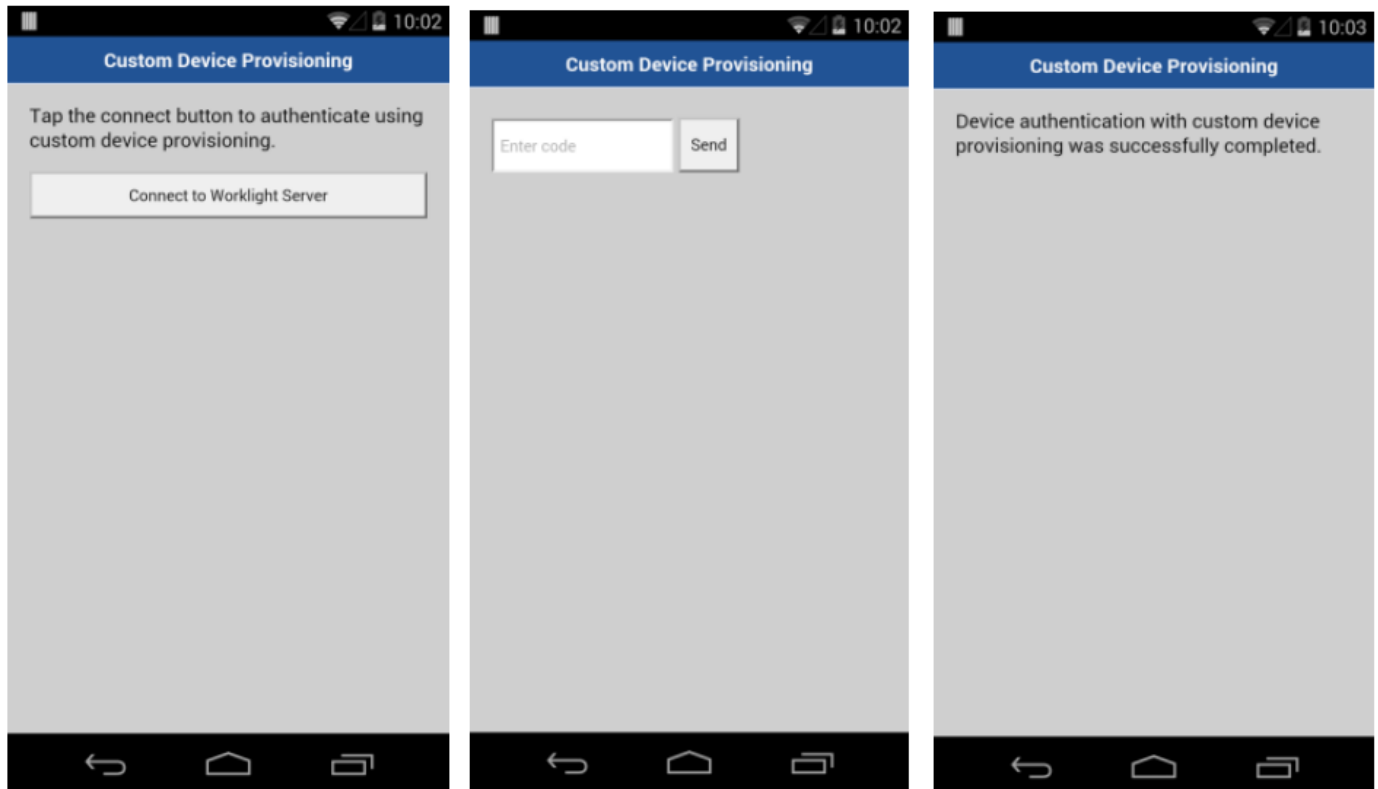 10:02
Custom Device Provisioning
Tap the connect button to authenticate using
custom device provisioning.
Connect to Worklight Server
10:02
Custom Device Provisioning
Enter code
Send
10:03
Custom Device Provisioning
Device authentication with custom device
provisioning was successfully completed.